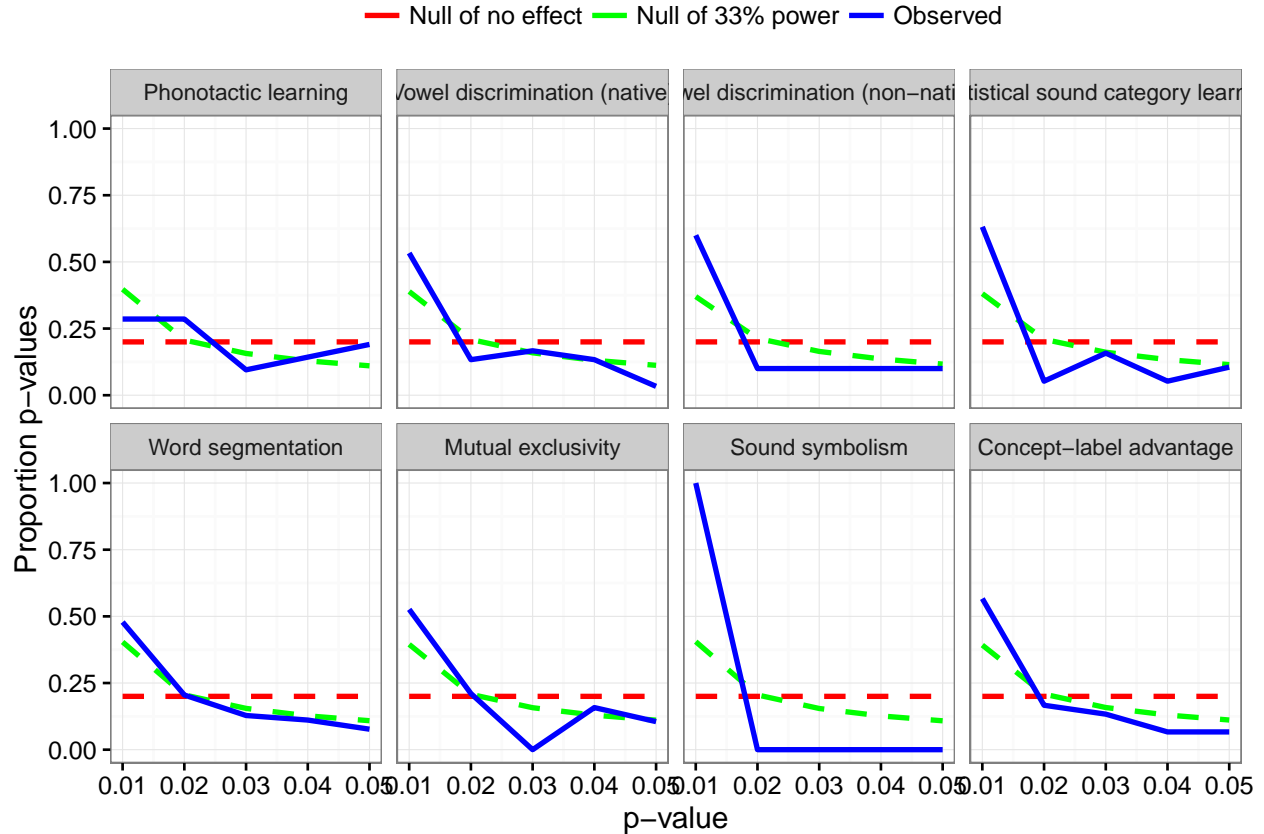 Null of no effect Null of 33% power Observed
Phonotactic learning Vowel discrimination (native) wel discrimination (non−nati tistical sound category learn
1.00
0.75
0.50
0.25
0.00
Word segmentation Mutual exclusivity Sound symbolism Concept−label advantage
1.00
0.75
0.50
0.25
0.00
0.01 0.02 0.03 0.04 0.05 0.01 0.02 0.03 0.04 0.05 0.01 0.02 0.03 0.04 0.05 0.01 0.02 0.03 0.04 0.05
p−value
Proportion p−values